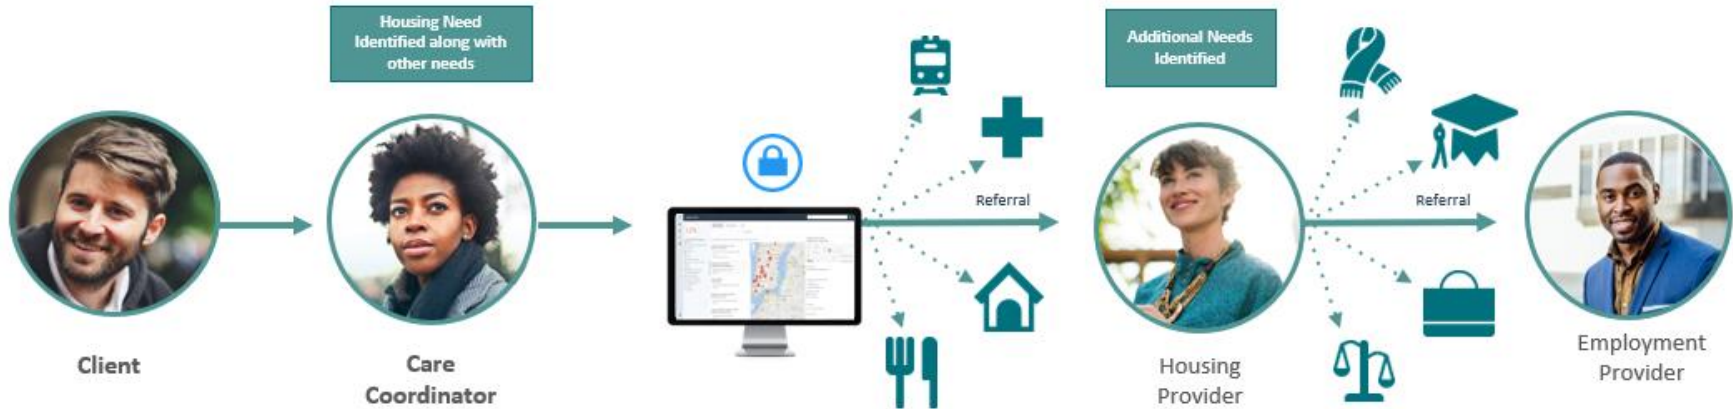 Housing Need
Identified along with
other needs
Additional Needs
Identified
Referral
Referral
Client
Care
Coordinator
Housing
Provider
Employment
Provider